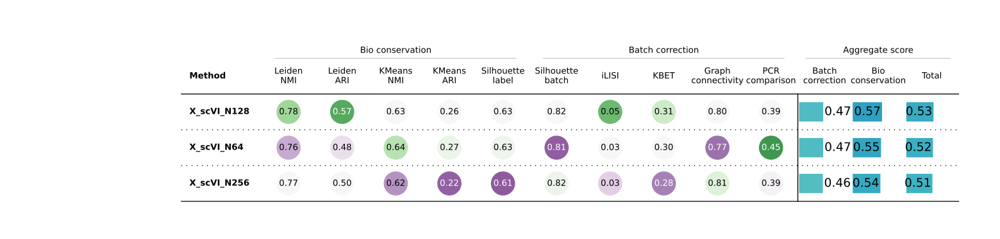 Bio conservation Batch correction Aggregate score
Method Leiden NMI Leiden ARI KMeans NMI KMeans ARI Silhouette label Silhouette batch iLISI KBET Graph connectivity PCR comparison Batch correction Bio conservation Total
X_scVI_N128 0.78 0.57 0.63 0.26 0.63 0.82 0.05 0.31 0.80 0.39 0.47 0.57 0.53
X_scVI_N64 0.76 0.48 0.64 0.27 0.63 0.81 0.03 0.30 0.77 0.45 0.47 0.55 0.52
X_scVI_N256 0.77 0.50 0.62 0.22 0.61 0.82 0.03 0.28 0.81 0.39 0.46 0.54 0.51